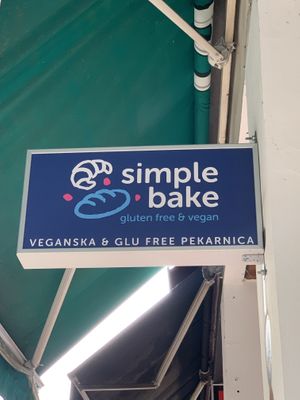 simple
bake
gluten free & vegan
VEGANSKA & GLU FREE PEKARNICA